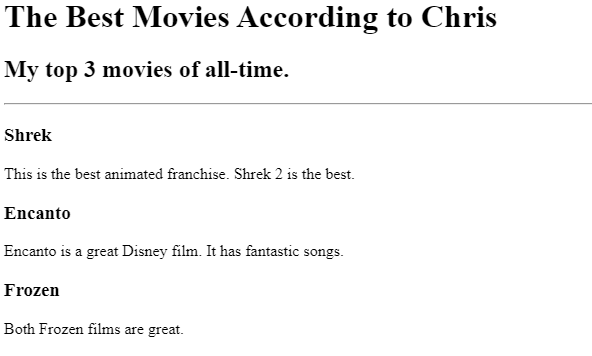 The Best Movies According to Chris
My top 3 movies of all-time.
Shrek
This is the best animated franchise. Shrek 2 is the best.
Encanto
Encanto is a great Disney film. It has fantastic songs.
Frozen
Both Frozen films are great.